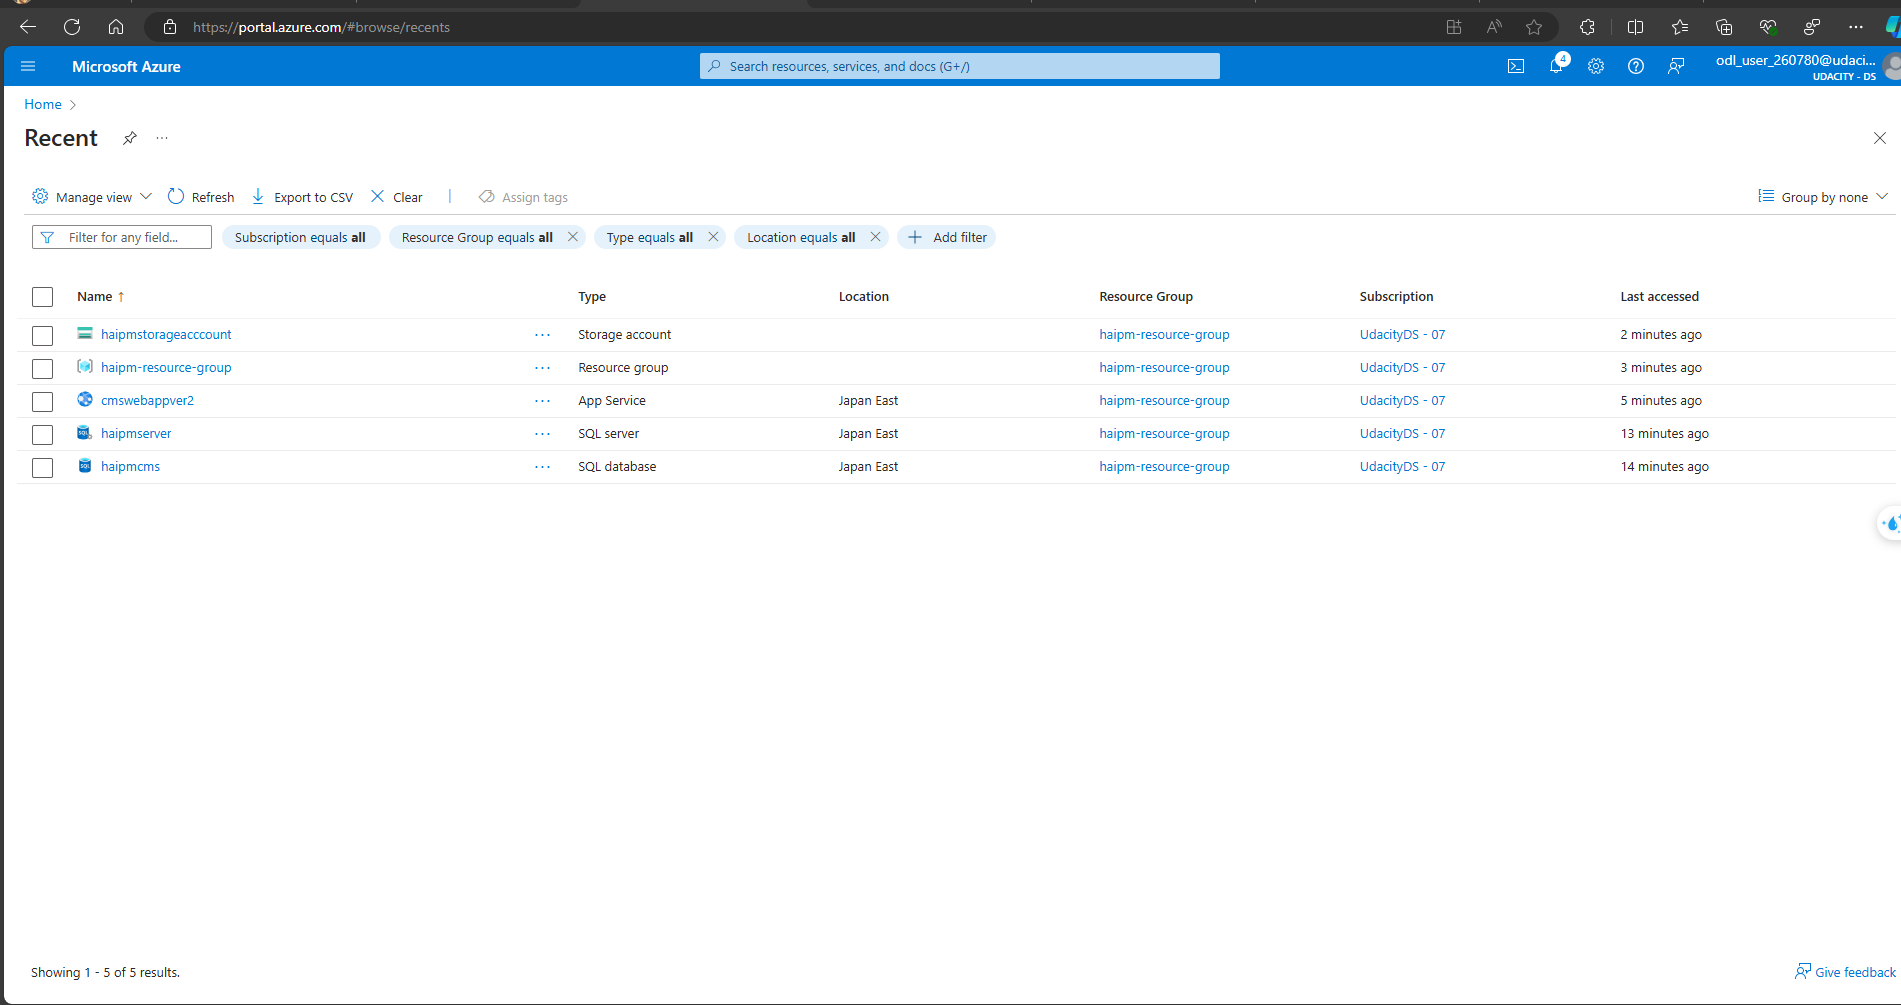 https://portal.azure.com/#browse/recents
Microsoft Azure
Search resources, services, and docs (G+/)
4
odl_user_260780@udaci...
UDACITY - DS
Home
Recent
Manage view
Refresh
Export to CSV
Clear
Assign tags
Group by none
Filter for any field...
Subscription equals all
Resource Group equals all
Type equals all
Location equals all
Add filter
Name ↑ Type Location Resource Group Subscription Last accessed
haipmstorageacccount ... Storage account haipm-resource-group UdacityDS - 07 2 minutes ago
haipm-resource-group ... Resource group haipm-resource-group UdacityDS - 07 3 minutes ago
cmswebappver2 ... App Service Japan East haipm-resource-group UdacityDS - 07 5 minutes ago
haipmserver ... SQL server Japan East haipm-resource-group UdacityDS - 07 13 minutes ago
haipmcms ... SQL database Japan East haipm-resource-group UdacityDS - 07 14 minutes ago
Showing 1 - 5 of 5 results.
Give feedback